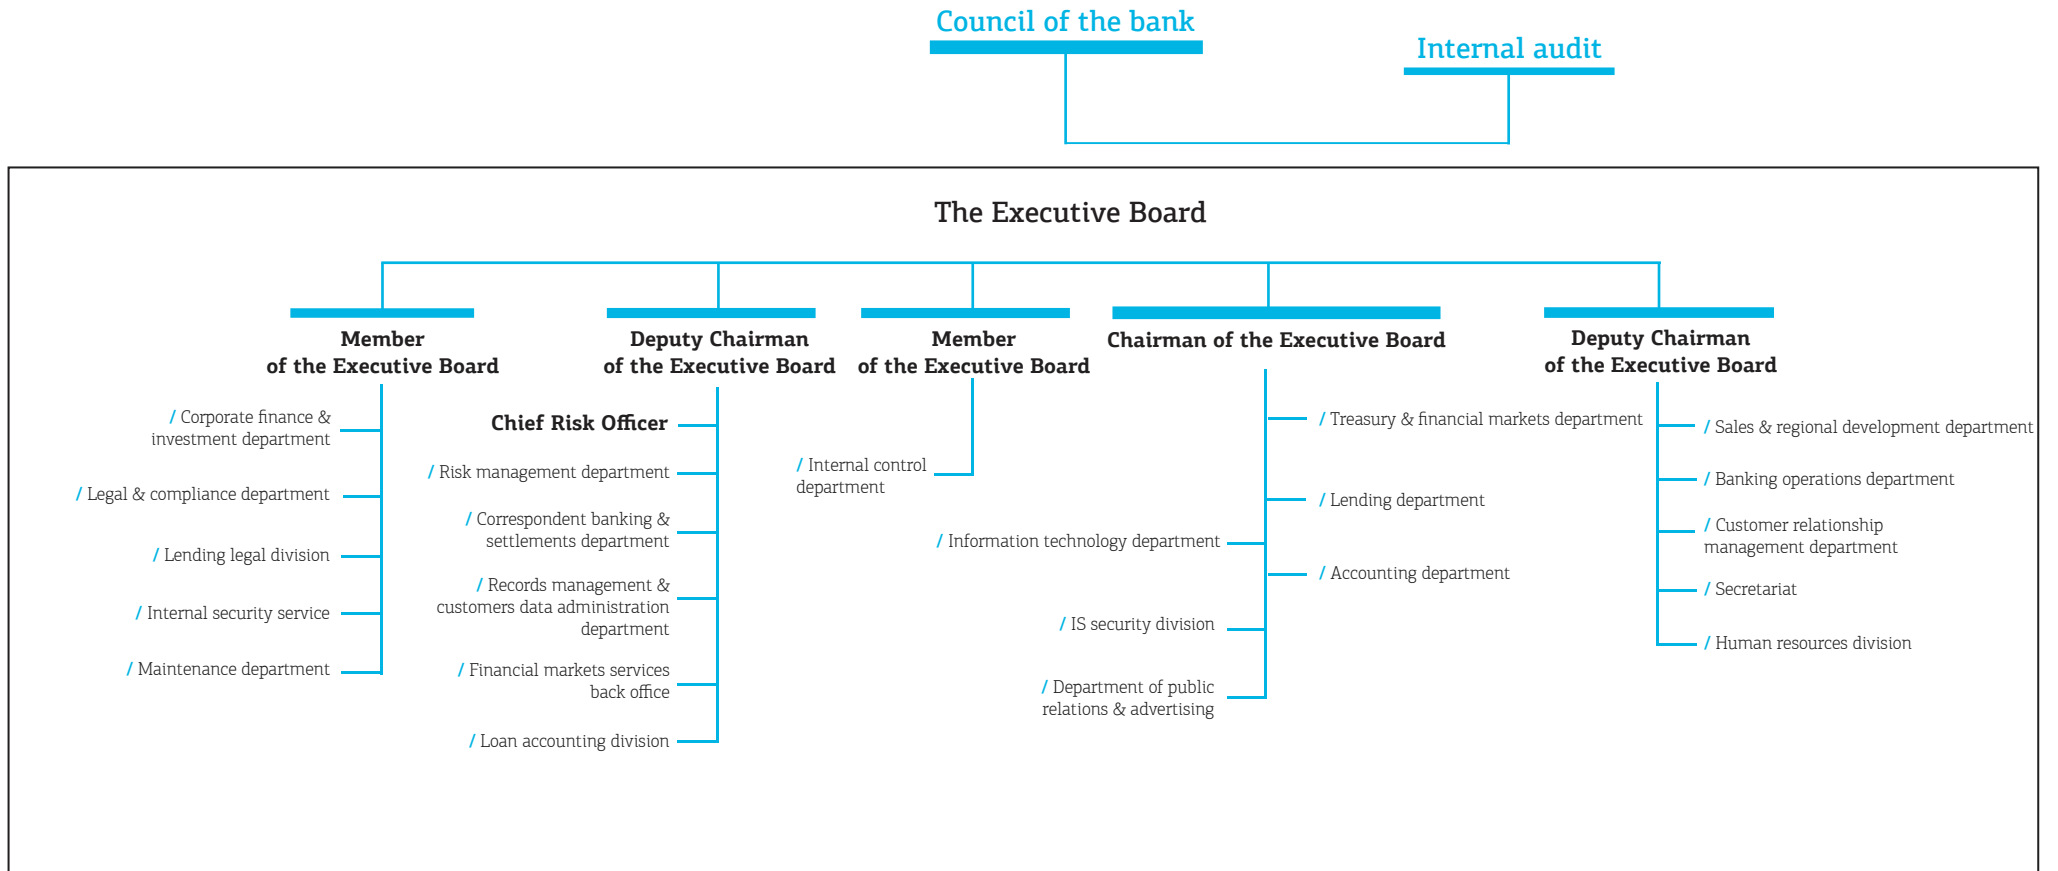 Council of the bank
Internal audit
The Executive Board
Member
of the Executive Board
/ Corporate finance &
investment department
/ Legal & compliance department
/ Lending legal division
/ Internal security service
/ Maintenance department
Deputy Chairman
of the Executive Board
Chief Risk Officer
/ Risk management department
/ Correspondent banking &
settlements department
/ Records management &
customers data administration
department
/ Financial markets services
back office
/ Loan accounting division
Member
of the Executive Board
/ Internal control
department
Chairman of the Executive Board
/ Treasury & financial markets department
/ Lending department
/ Information technology department
/ Accounting department
/ IS security division
/ Department of public
relations & advertising
Deputy Chairman
of the Executive Board
/ Sales & regional development department
/ Banking operations department
/ Customer relationship
management department
/ Secretariat
/ Human resources division